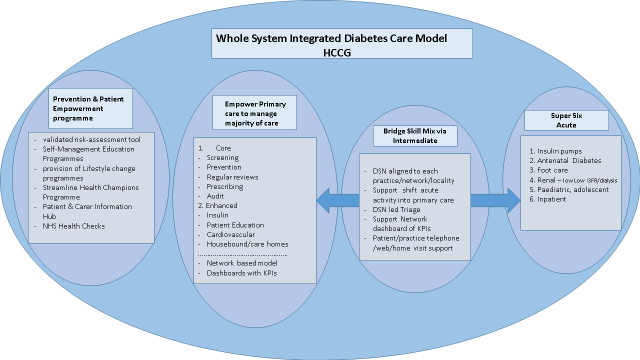 Whole System Integrated Diabetes Care Model
HCCG
Prevention & Patient
Empowerment
programme
- validated risk-assessment tool
- Self-Management Education
Programmes
- provision of Lifestyle change
programmes
- Streamline Health Champions
Programme
- Patient & Carer Information
Hub
- NHS Health Checks
Empower Primary
care to manage
majority of care
1. Core
- Screening
- Prevention
- Regular reviews
- Prescribing
- Audit
2. Enhanced
- Insulin
- Patient Education
- Cardiovascular
- Housebound/care homes
- Network based model
- Dashboards with KPIs
Bridge Skill Mix via
Intermediate
- DSN aligned to each
practice/network/locality
- Support shift acute
activity into primary care
- DSN led Triage
- Support Network
dashboard of KPIs
- Patient/practice telephone
/web/home visit support
Super Six
Acute
1. Insulin pumps
2. Antenatal Diabetes
3. Foot care
4. Renal – low Low GFR/dialysis
5. Paediatric, adolescent
6. Inpatient